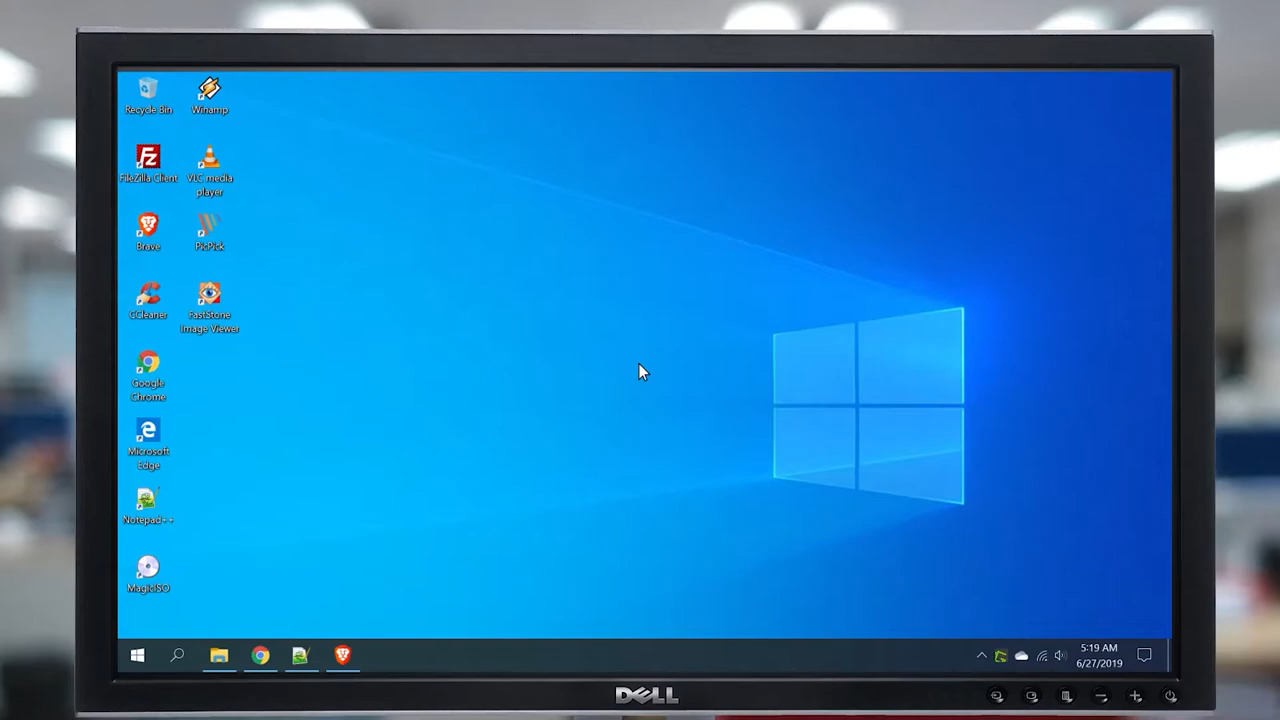 Recycle Bin
Winamp
FileZilla Client
VLC media
player
Brave
PicPick
CCleaner
FastStone
Image Viewer
Google
Chrome
Microsoft
Edge
Notepad++
MagicISO
5:19 AM
6/27/2019
DELL